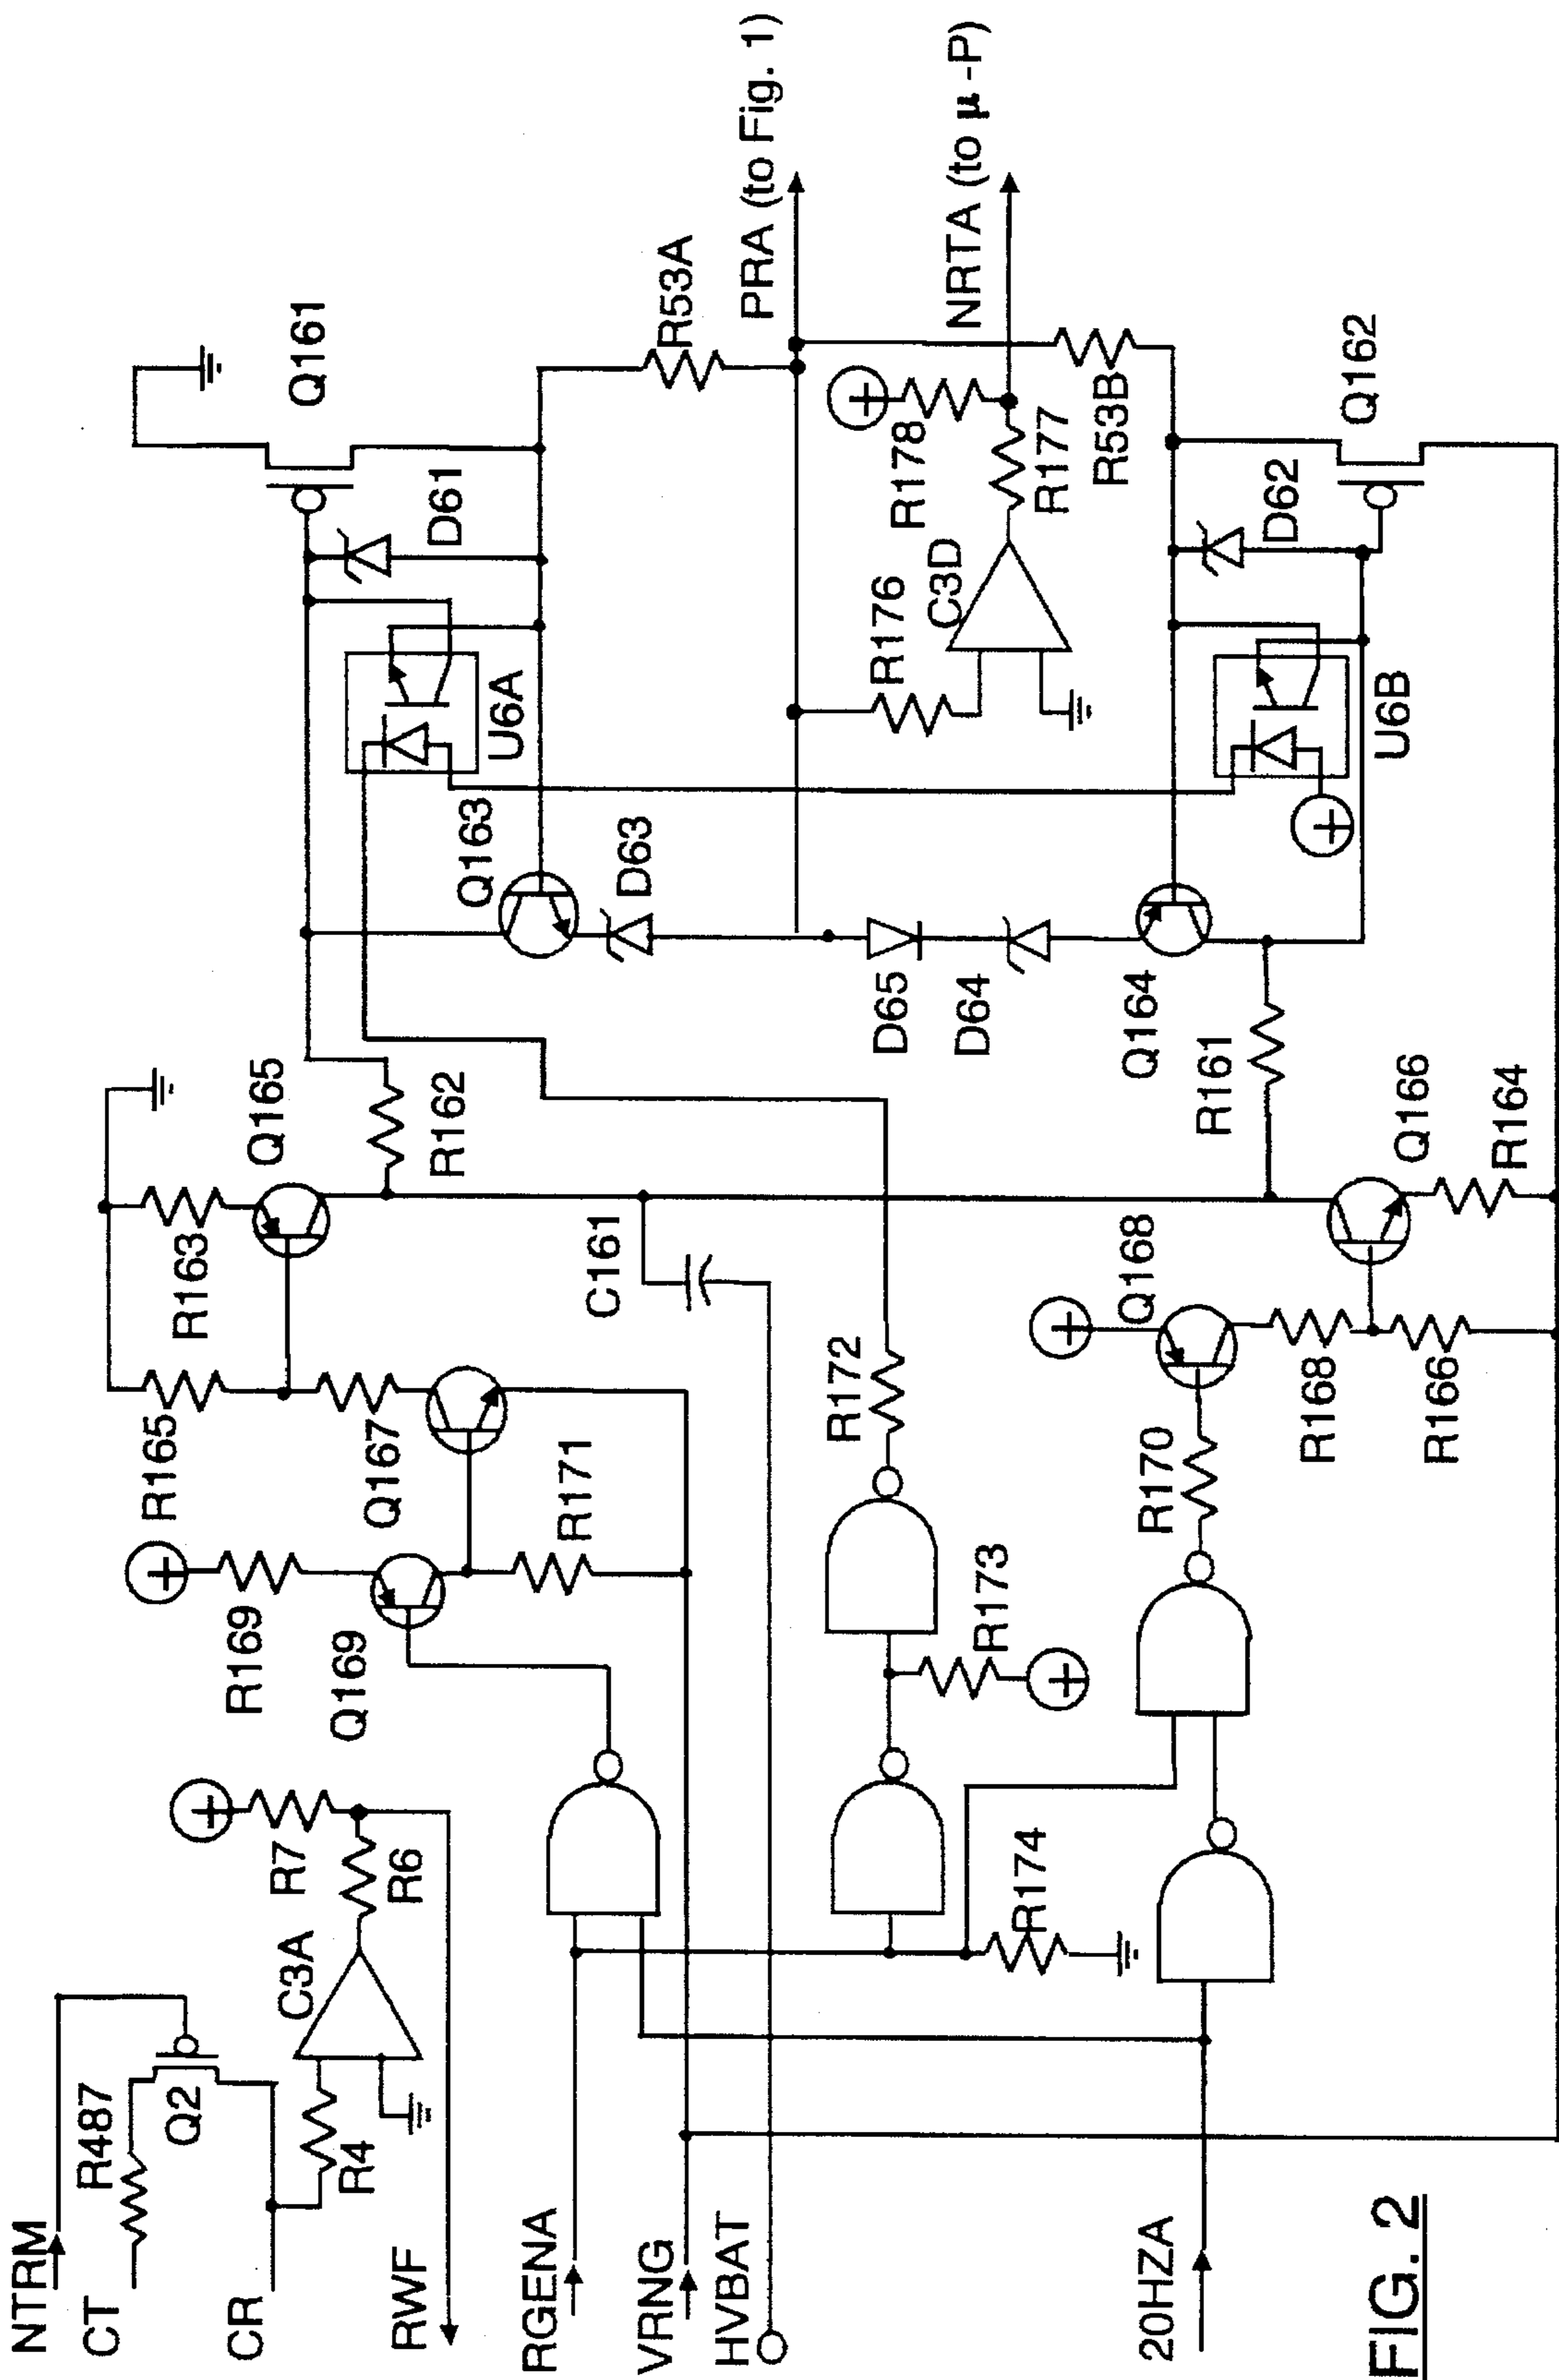 NTRM
CT
CR
RWF
RGENA
VRNG
HVBAT
20HZA
R487
Q2
R4
C3A
R6
R7
R169
Q169
R171
R165
Q167
R163
Q165
R162
C161
R174
R173
R172
R170
Q168
R168
R166
Q166
R164
R161
Q164
D64
D65
Q163
D63
U6A
D61
Q161
R53A
R176
C3D
R178
R177
R53B
U6B
D62
Q162
PRA (to Fig. 1)
NRTA (to μ -P)
FIG. 2